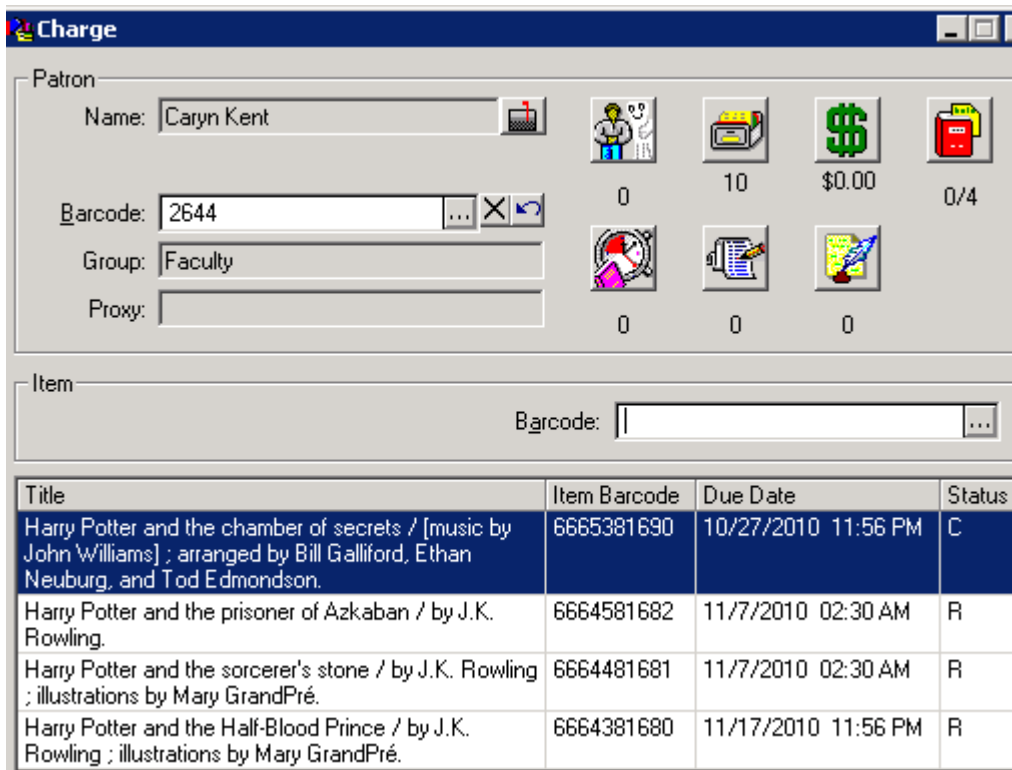 Charge
Patron
Name: Caryn Kent
0
10
$0.00
0/4
Barcode: 2644
...
Group: Faculty
Proxy:
0
0
0
Item
Barcode:
...
Title Item Barcode Due Date Status
Harry Potter and the chamber of secrets / [music by 6665381690 10/27/2010 11:56 PM C
John Williams] ; arranged by Bill Galliford, Ethan
Neuburg, and Tod Edmondson.
Harry Potter and the prisoner of Azkaban / by J.K. 6664581682 11/7/2010 02:30 AM R
Rowling.
Harry Potter and the sorcerer's stone / by J.K. Rowling 6664481681 11/7/2010 02:30 AM R
; illustrations by Mary GrandPré.
Harry Potter and the Half-Blood Prince / by J.K. 6664381680 11/17/2010 11:56 PM R
Rowling ; illustrations by Mary GrandPré.